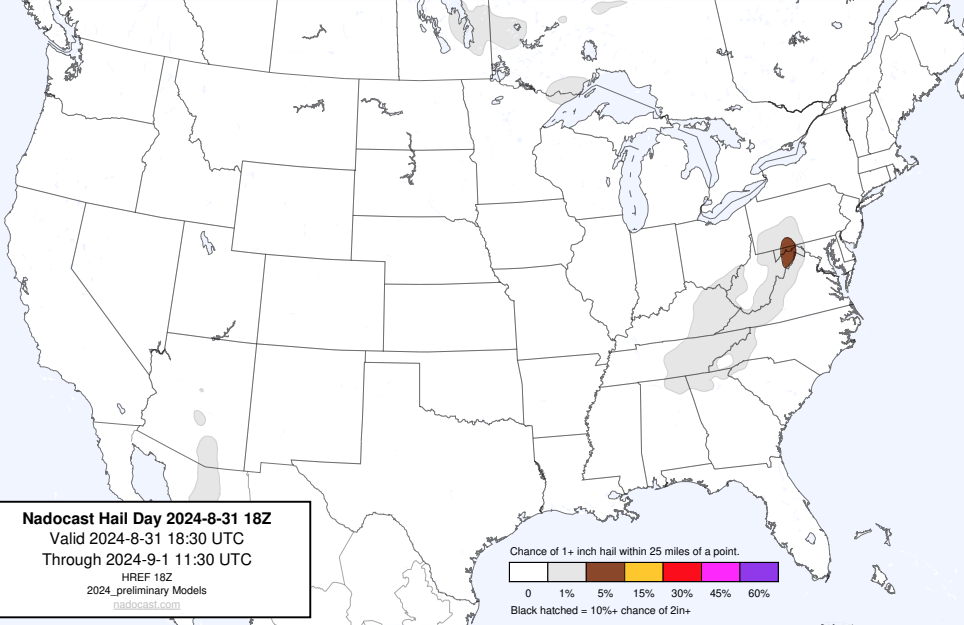 Nadocast Hail Day 2024-8-31 18Z
Valid 2024-8-31 18:30 UTC
Through 2024-9-1 11:30 UTC
HREF 18Z
2024_preliminary Models
nadocast.com
Chance of 1+ inch hail within 25 miles of a point.
0 1% 5% 15% 30% 45% 60%
Black hatched = 10%+ chance of 2in+